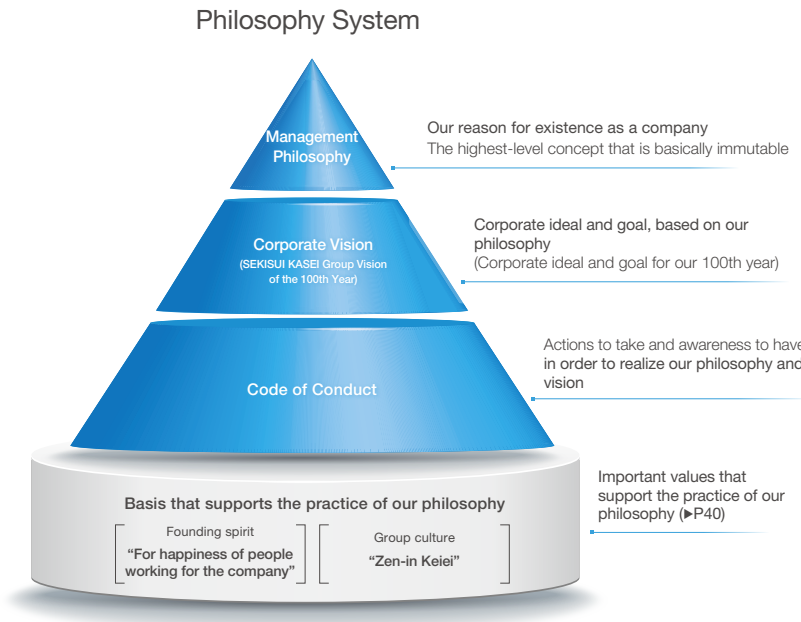 Philosophy System
Management
Philosophy
Our reason for existence as a company
The highest-level concept that is basically immutable
Corporate Vision
(SEKISUI KASEI Group Vision
of the 100th Year)
Corporate ideal and goal, based on our
philosophy
(Corporate ideal and goal for our 100th year)
Code of Conduct
Actions to take and awareness to have
in order to realize our philosophy and
vision
Basis that supports the practice of our philosophy
Founding spirit
“For happiness of people
working for the company”
Group culture
“Zen-in Keiei”
Important values that
support the practice of our
philosophy (▶P40)